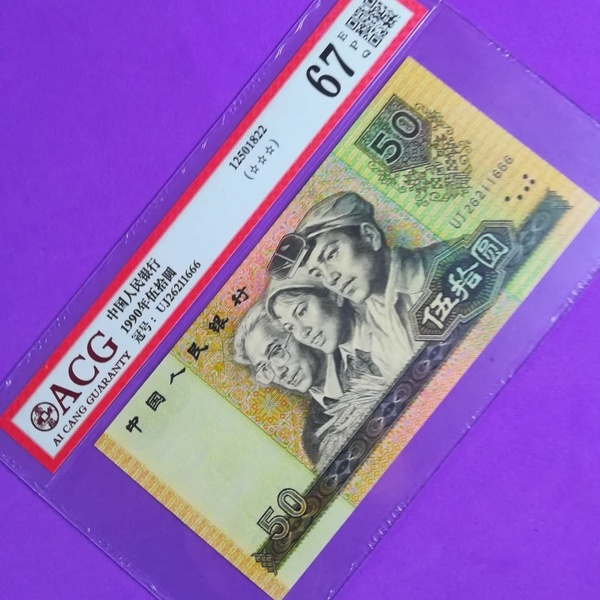 ACG
AI CANG GUARANTY
中国人民银行
1990年伍拾圆
冠号：UJ26211666
12501822
(☆☆☆)
67
EPQ
中国人民银行
50
UJ26211666
伍拾圆
50